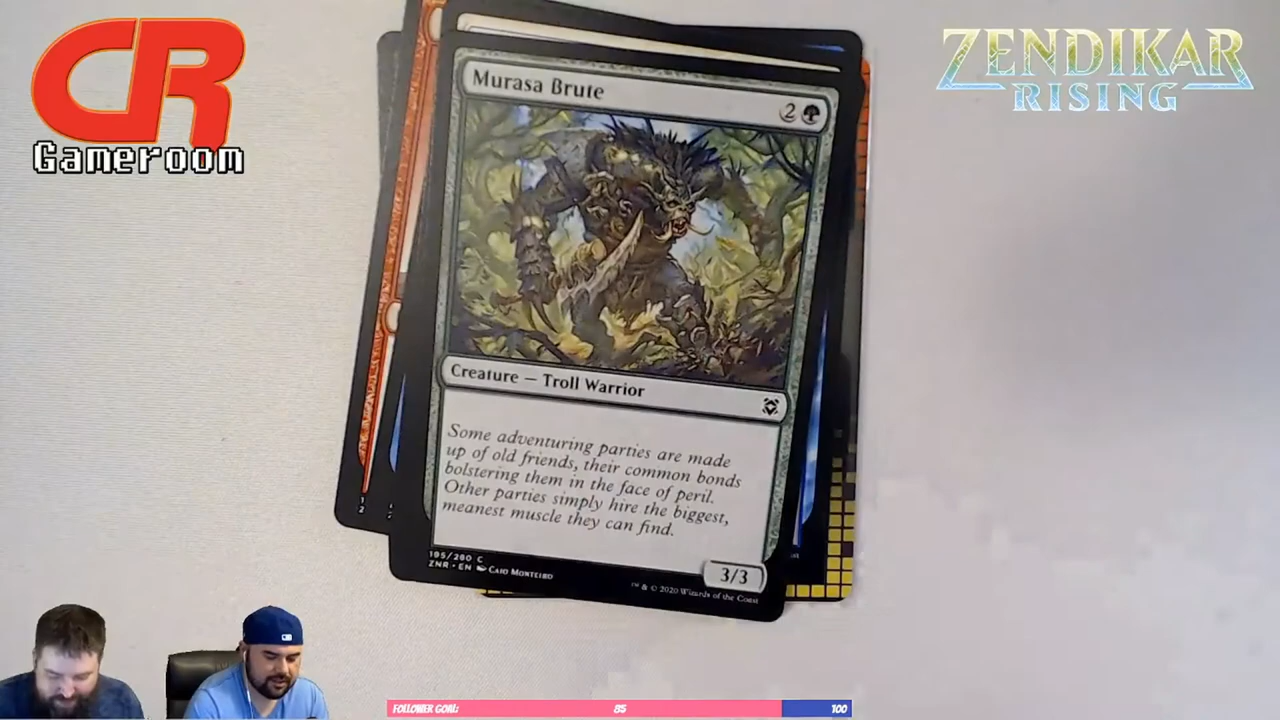 CR
Gameroom
ZENDIKAR
RISING
Murasa Brute
2
Creature — Troll Warrior
Some adventuring parties are made
up of old friends, their common bonds
bolstering them in the face of peril.
Other parties simply hire the biggest,
meanest muscle they can find.
195/280 C
ZNR • EN CAIO MONTEIRO
3/3
™ & © 2020 Wizards of the Coast
FOLLOWER GOAL:
85
100